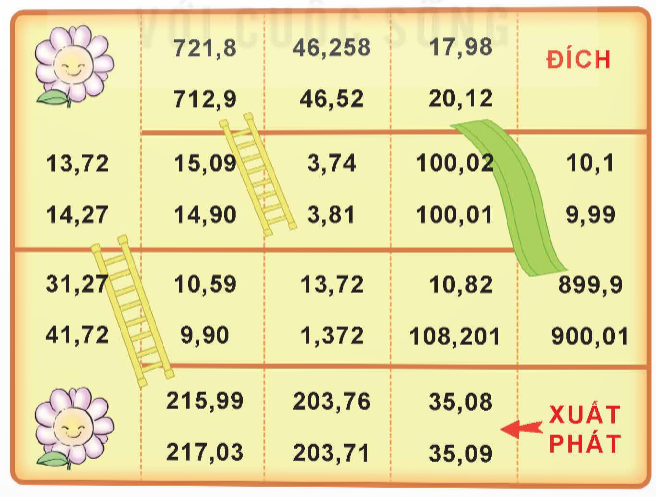 VỚI CUỘC SỐNG
721,8 46,258 17,98 ĐÍCH
712,9 46,52 20,12
13,72 15,09 3,74 100,02 10,1
14,27 14,90 3,81 100,01 9,99
31,27 10,59 13,72 10,82 899,9
41,72 9,90 1,372 108,201 900,01
215,99 203,76 35,08 XUẤT
217,03 203,71 35,09 PHÁT